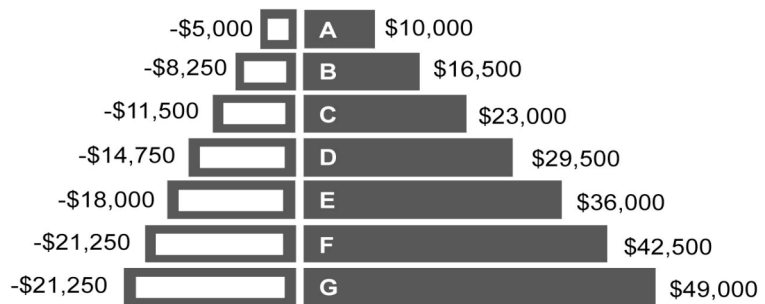 -$5,000 A $10,000
-$8,250 B $16,500
-$11,500 C $23,000
-$14,750 D $29,500
-$18,000 E $36,000
-$21,250 F $42,500
-$21,250 G $49,000